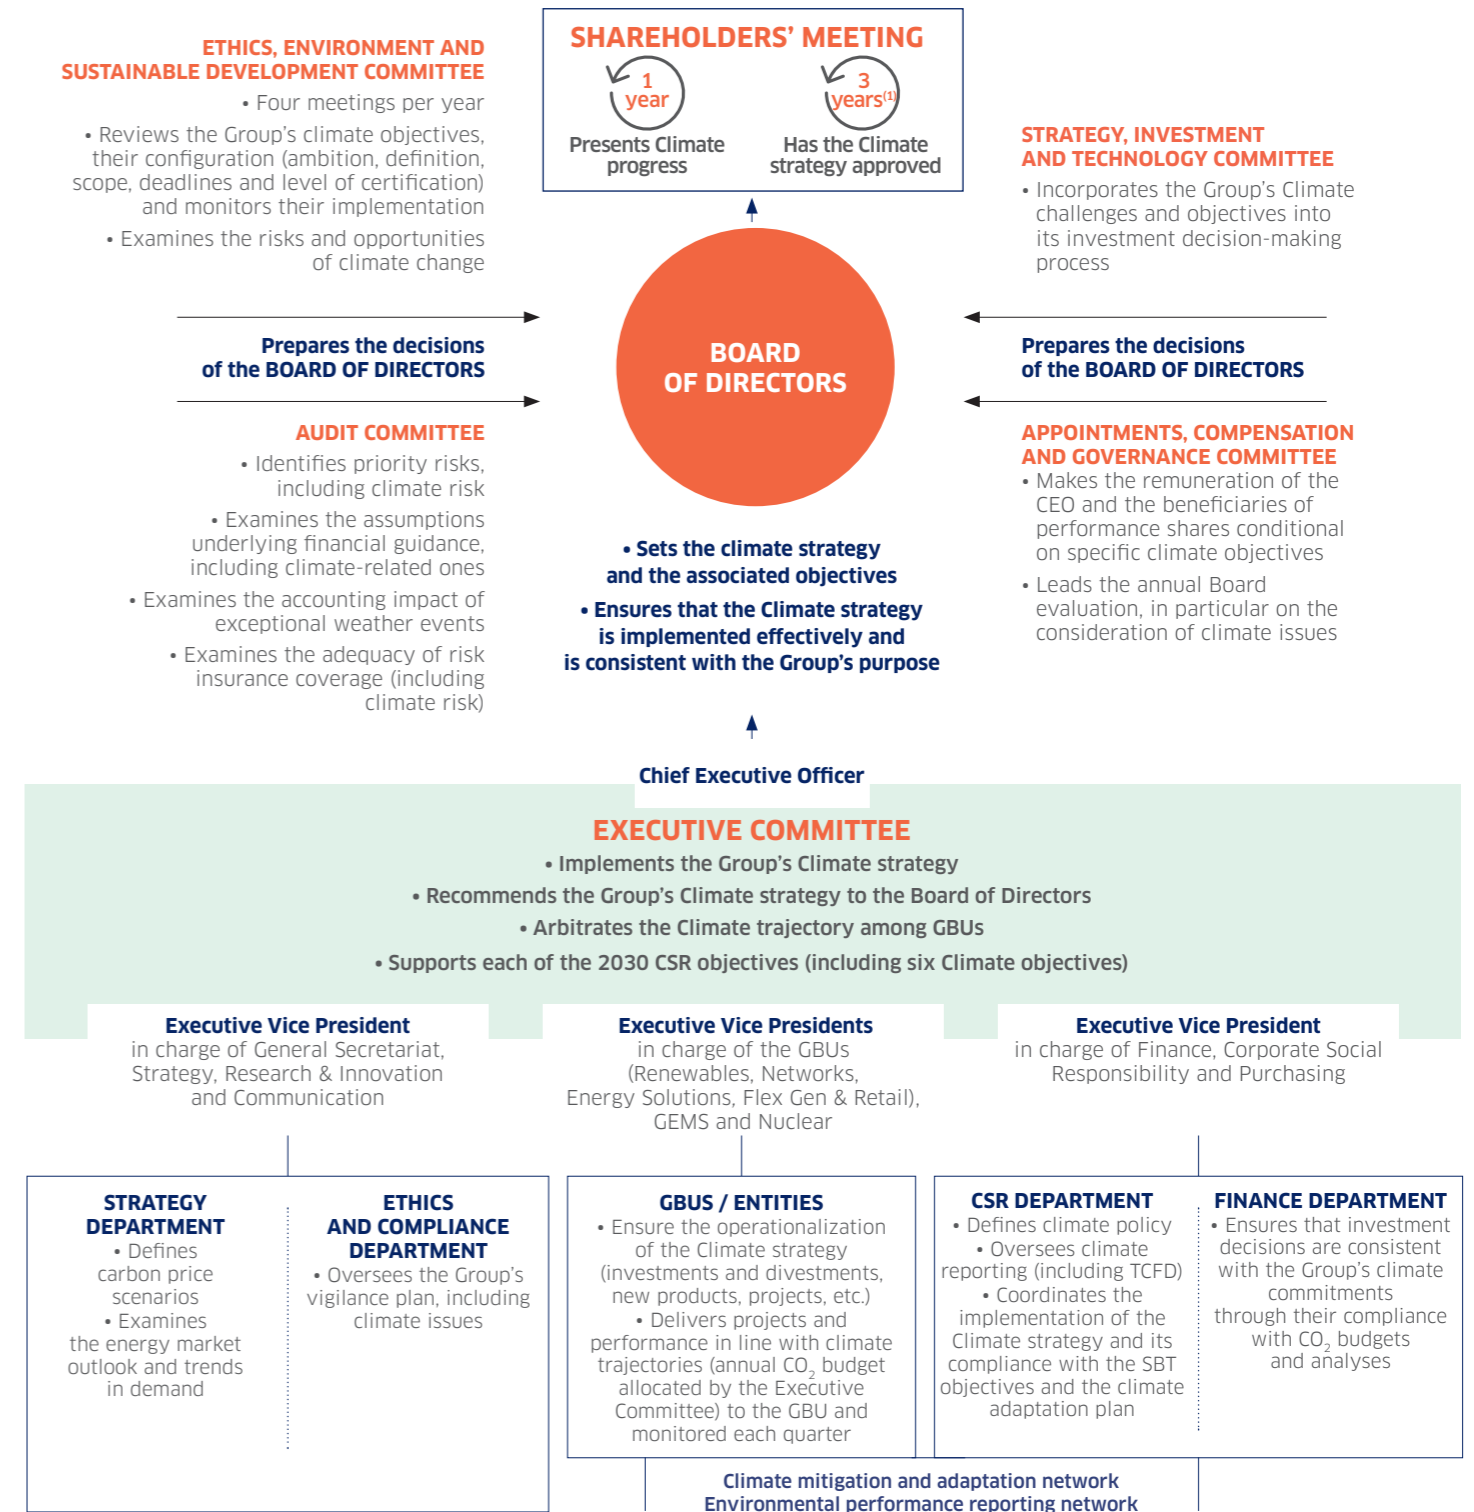 SHAREHOLDERS' MEETING
1
year
Presents Climate
progress
3
years(1)
Has the Climate
strategy approved
ETHICS, ENVIRONMENT AND
SUSTAINABLE DEVELOPMENT COMMITTEE
• Four meetings per year
• Reviews the Group's climate objectives,
their configuration (ambition, definition,
scope, deadlines and level of certification)
and monitors their implementation
• Examines the risks and opportunities
of climate change
Prepares the decisions
of the BOARD OF DIRECTORS
AUDIT COMMITTEE
• Identifies priority risks,
including climate risk
• Examines the assumptions
underlying financial guidance,
including climate-related ones
• Examines the accounting impact of
exceptional weather events
• Examines the adequacy of risk
insurance coverage (including
climate risk)
BOARD
OF DIRECTORS
• Sets the climate strategy
and the associated objectives
• Ensures that the Climate strategy
is implemented effectively and
is consistent with the Group's purpose
STRATEGY, INVESTMENT
AND TECHNOLOGY COMMITTEE
• Incorporates the Group's Climate
challenges and objectives into
its investment decision-making
process
Prepares the decisions
of the BOARD OF DIRECTORS
APPOINTMENTS, COMPENSATION
AND GOVERNANCE COMMITTEE
• Makes the remuneration of the
CEO and the beneficiaries of
performance shares conditional
on specific climate objectives
• Leads the annual Board
evaluation, in particular on the
consideration of climate issues
Chief Executive Officer
EXECUTIVE COMMITTEE
• Implements the Group's Climate strategy
• Recommends the Group's Climate strategy to the Board of Directors
• Arbitrates the Climate trajectory among GBUs
• Supports each of the 2030 CSR objectives (including six Climate objectives)
Executive Vice President
in charge of General Secretariat,
Strategy, Research & Innovation
and Communication
Executive Vice Presidents
in charge of the GBUs
(Renewables, Networks,
Energy Solutions, Flex Gen & Retail),
GEMS and Nuclear
Executive Vice President
in charge of Finance, Corporate Social
Responsibility and Purchasing
STRATEGY
DEPARTMENT
• Defines
carbon price
scenarios
• Examines
the energy market
outlook and trends
in demand
ETHICS
AND COMPLIANCE
DEPARTMENT
• Oversees the Group's
vigilance plan, including
climate issues
GBUS / ENTITIES
• Ensure the operationalization
of the Climate strategy
(investments and divestments,
new products, projects, etc.)
• Delivers projects and
performance in line with climate
trajectories (annual CO2 budget
allocated by the Executive
Committee) to the GBU and
monitored each quarter
CSR DEPARTMENT
• Defines climate policy
• Oversees climate
reporting (including TCFD)
• Coordinates the
implementation of the
Climate strategy and its
compliance with the SBT
objectives and the climate
adaptation plan
FINANCE DEPARTMENT
• Ensures that investment
decisions are consistent
with the Group's climate
commitments
through their compliance
with CO2 budgets
and analyses
Climate mitigation and adaptation network
Environmental performance reporting network